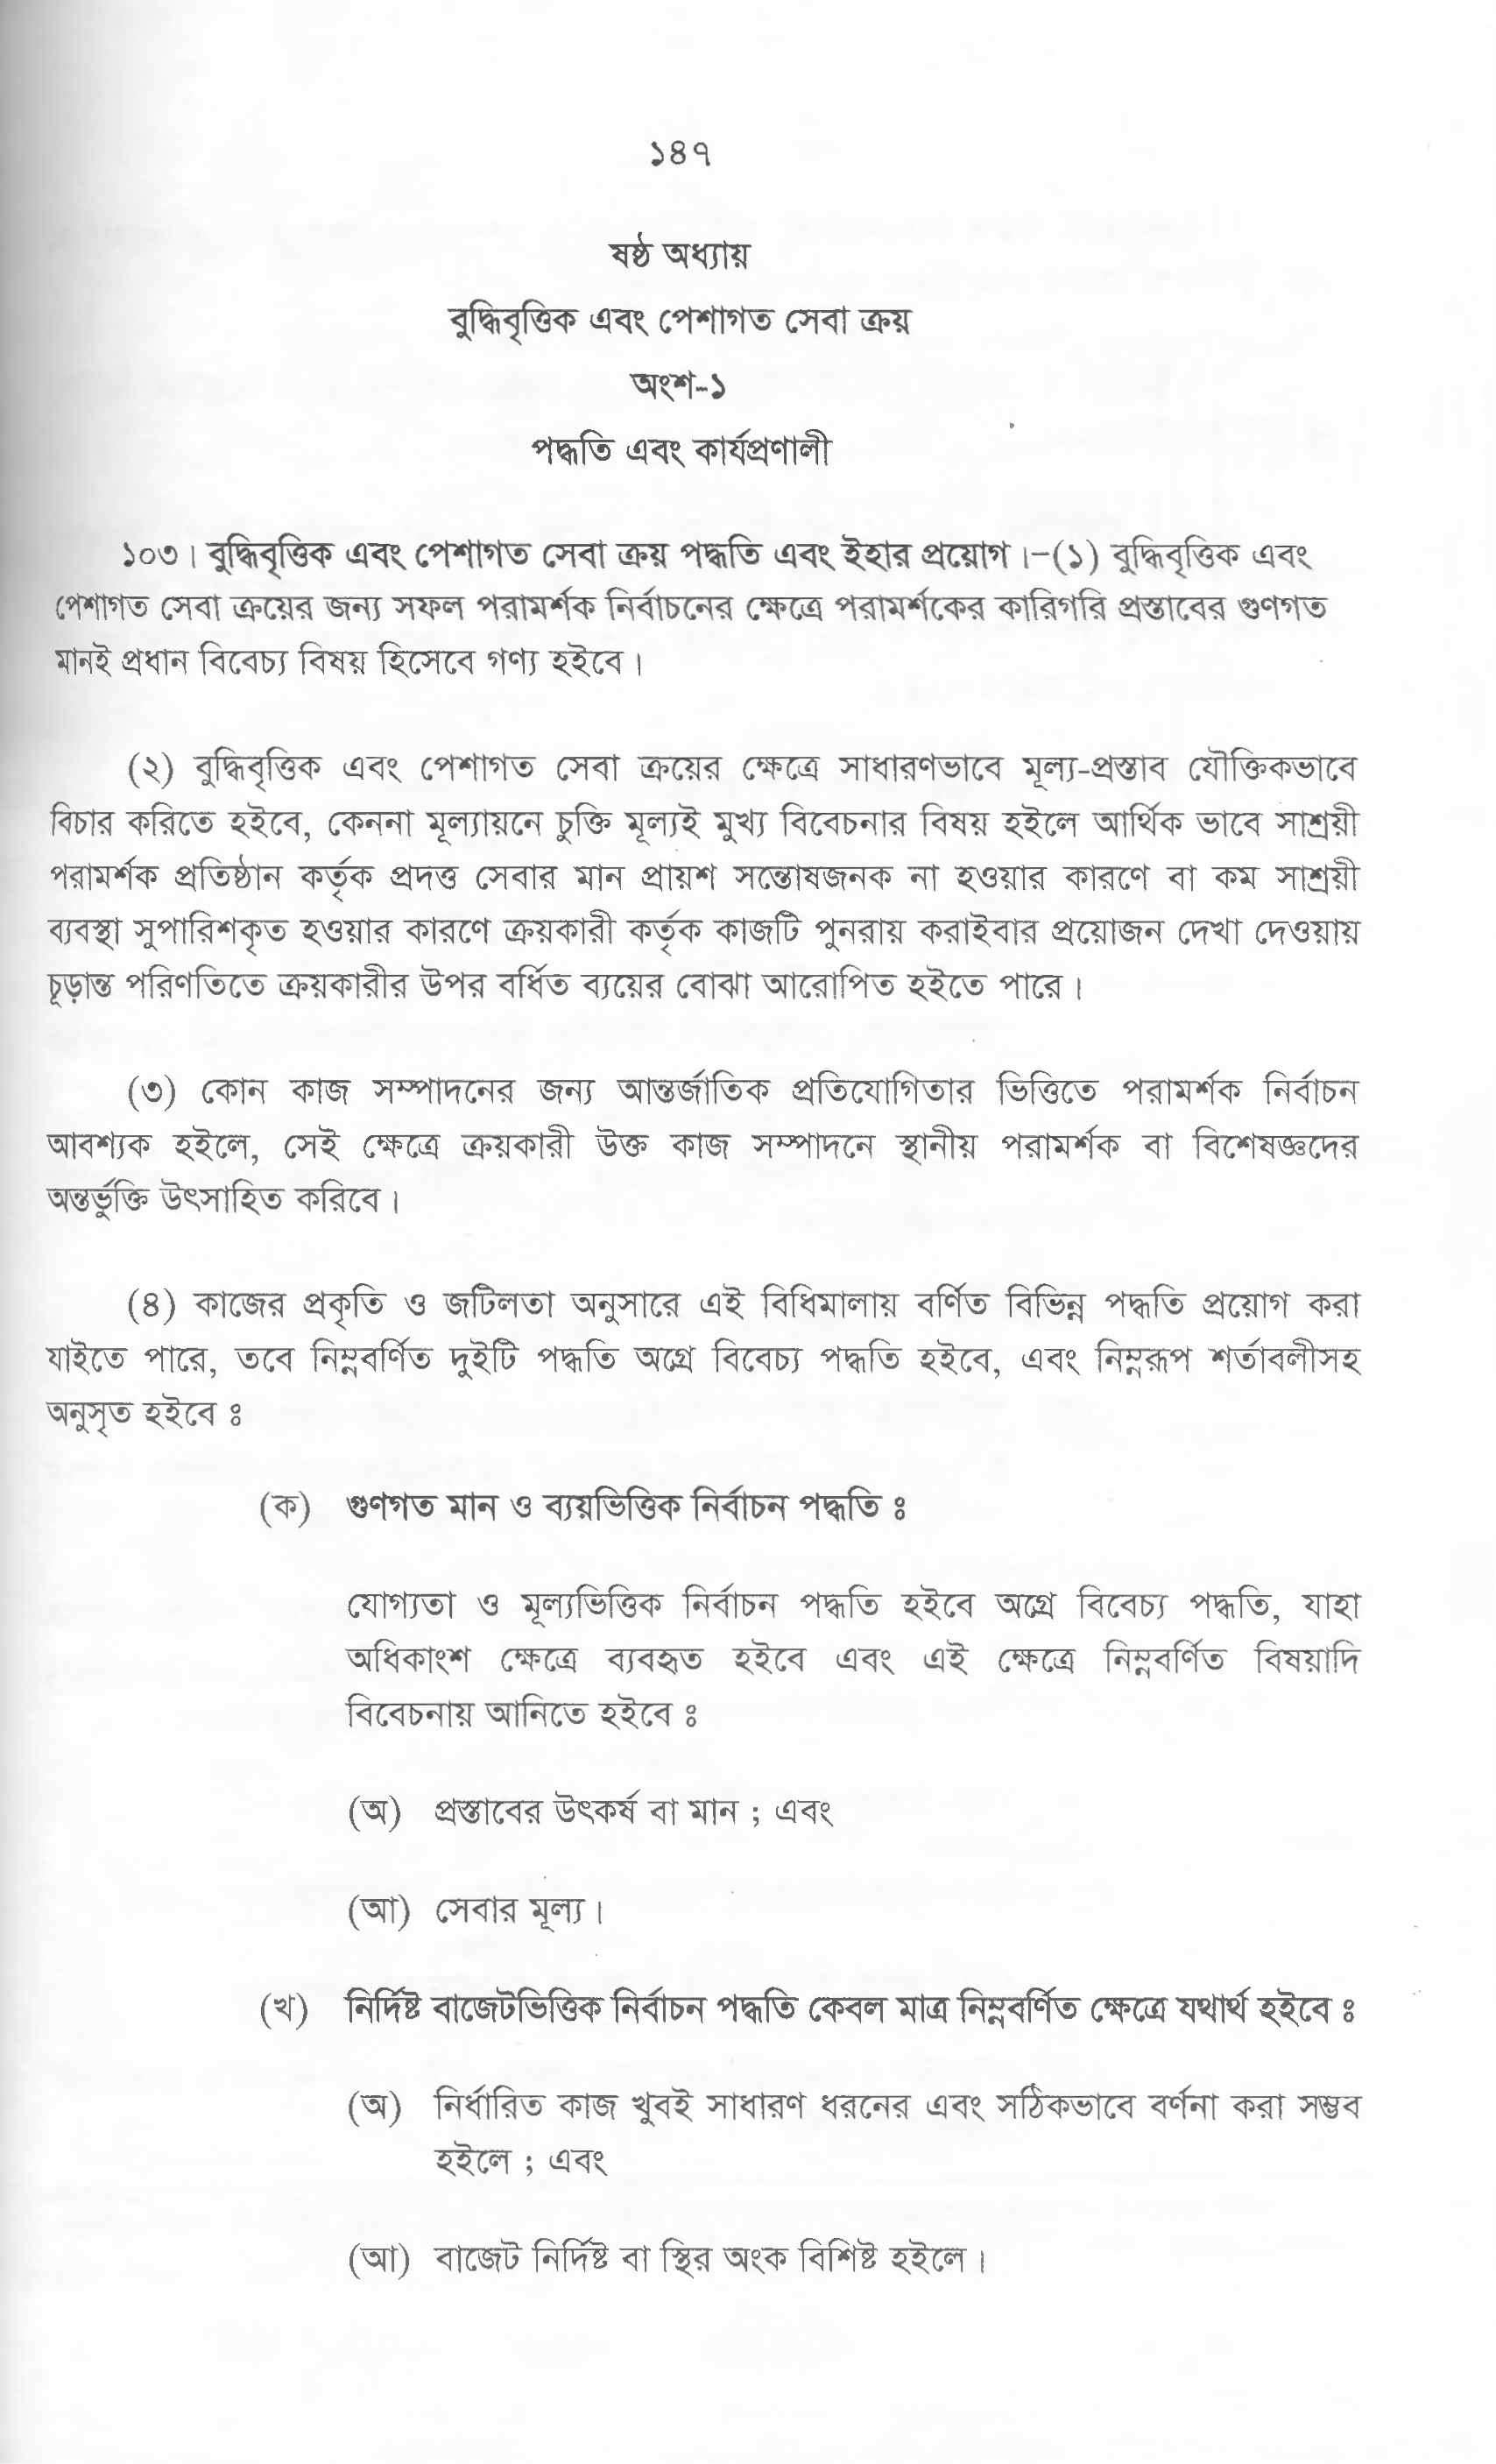 ১৪৭
ষষ্ঠ অধ্যায়
বুদ্ধিবৃত্তিক এবং পেশাগত সেবা ক্রয়
অংশ-১
পদ্ধতি এবং কার্যপ্রণালী
১০৩। বুদ্ধিবৃত্তিক এবং পেশাগত সেবা ক্রয় পদ্ধতি এবং ইহার প্রয়োগ।-(১) বুদ্ধিবৃত্তিক এবং
পেশাগত সেবা ক্রয়ের জন্য সফল পরামর্শক নির্বাচনের ক্ষেত্রে পরামর্শকের কারিগরি প্রস্তাবের গুণগত
মানই প্রধান বিবেচ্য বিষয় হিসেবে গণ্য হইবে।
(২) বুদ্ধিবৃত্তিক এবং পেশাগত সেবা ক্রয়ের ক্ষেত্রে সাধারণভাবে মূল্য-প্রস্তাব যৌক্তিকভাবে
বিচার করিতে হইবে, কেননা মূল্যায়নে চুক্তি মূল্যই মুখ্য বিবেচনার বিষয় হইলে আর্থিক ভাবে সাশ্রয়ী
পরামর্শক প্রতিষ্ঠান কর্তৃক প্রদত্ত সেবার মান প্রায়শ সন্তোষজনক না হওয়ার কারণে বা কম সাশ্রয়ী
ব্যবস্থা সুপারিশকৃত হওয়ার কারণে ক্রয়কারী কর্তৃক কাজটি পুনরায় করাইবার প্রয়োজন দেখা দেওয়ায়
চূড়ান্ত পরিণতিতে ক্রয়কারীর উপর বর্ধিত ব্যয়ের বোঝা আরোপিত হইতে পারে।
(৩) কোন কাজ সম্পাদনের জন্য আন্তর্জাতিক প্রতিযোগিতার ভিত্তিতে পরামর্শক নির্বাচন
আবশ্যক হইলে, সেই ক্ষেত্রে ক্রয়কারী উক্ত কাজ সম্পাদনে স্থানীয় পরামর্শক বা বিশেষজ্ঞদের
অন্তর্ভুক্তি উৎসাহিত করিবে।
(৪) কাজের প্রকৃতি ও জটিলতা অনুসারে এই বিধিমালায় বর্ণিত বিভিন্ন পদ্ধতি প্রয়োগ করা
যাইতে পারে, তবে নিম্নবর্ণিত দুইটি পদ্ধতি অগ্রে বিবেচ্য পদ্ধতি হইবে, এবং নিম্নরূপ শর্তাবলীসহ
অনুসৃত হইবে ঃ
(ক) গুণগত মান ও ব্যয়ভিত্তিক নির্বাচন পদ্ধতি ঃ
যোগ্যতা ও মূল্যভিত্তিক নির্বাচন পদ্ধতি হইবে অগ্রে বিবেচ্য পদ্ধতি, যাহা
অধিকাংশ ক্ষেত্রে ব্যবহৃত হইবে এবং এই ক্ষেত্রে নিম্নবর্ণিত বিষয়াদি
বিবেচনায় আনিতে হইবে ঃ
(অ) প্রস্তাবের উৎকর্ষ বা মান ; এবং
(আ) সেবার মূল্য।
(খ) নির্দিষ্ট বাজেটভিত্তিক নির্বাচন পদ্ধতি কেবল মাত্র নিম্নবর্ণিত ক্ষেত্রে যথার্থ হইবে ঃ
(অ) নির্ধারিত কাজ খুবই সাধারণ ধরনের এবং সঠিকভাবে বর্ণনা করা সম্ভব
হইলে ; এবং
(আ) বাজেট নির্দিষ্ট বা স্থির অংক বিশিষ্ট হইলে।